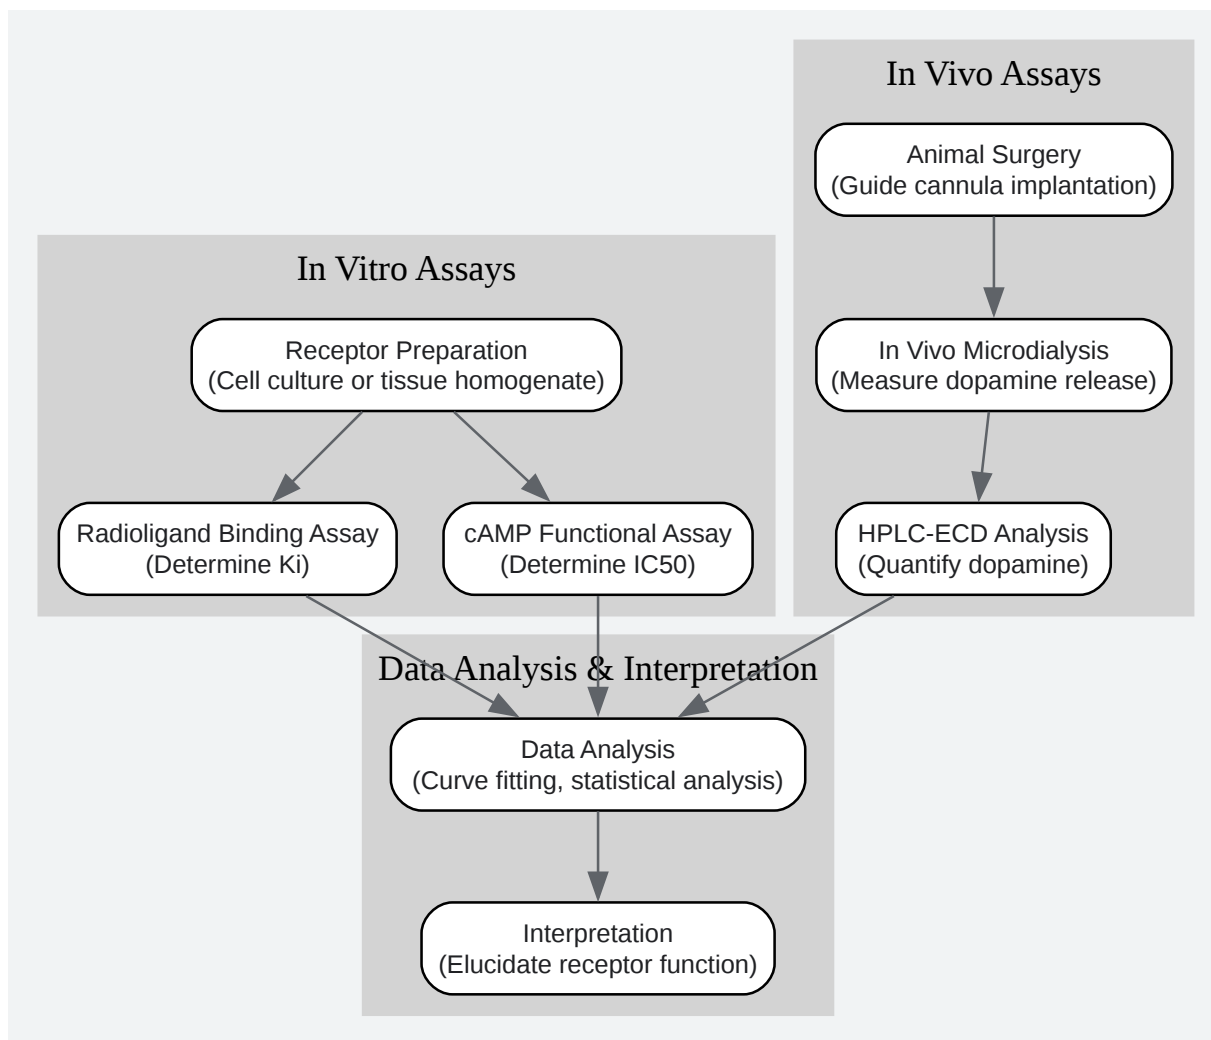 In Vivo Assays
Animal Surgery
(Guide cannula implantation)
In Vitro Assays
Receptor Preparation
(Cell culture or tissue homogenate)
In Vivo Microdialysis
(Measure dopamine release)
Radioligand Binding Assay
(Determine Ki)
cAMP Functional Assay
(Determine IC50)
HPLC-ECD Analysis
(Quantify dopamine)
Data Analysis & Interpretation
Data Analysis
(Curve fitting, statistical analysis)
Interpretation
(Elucidate receptor function)